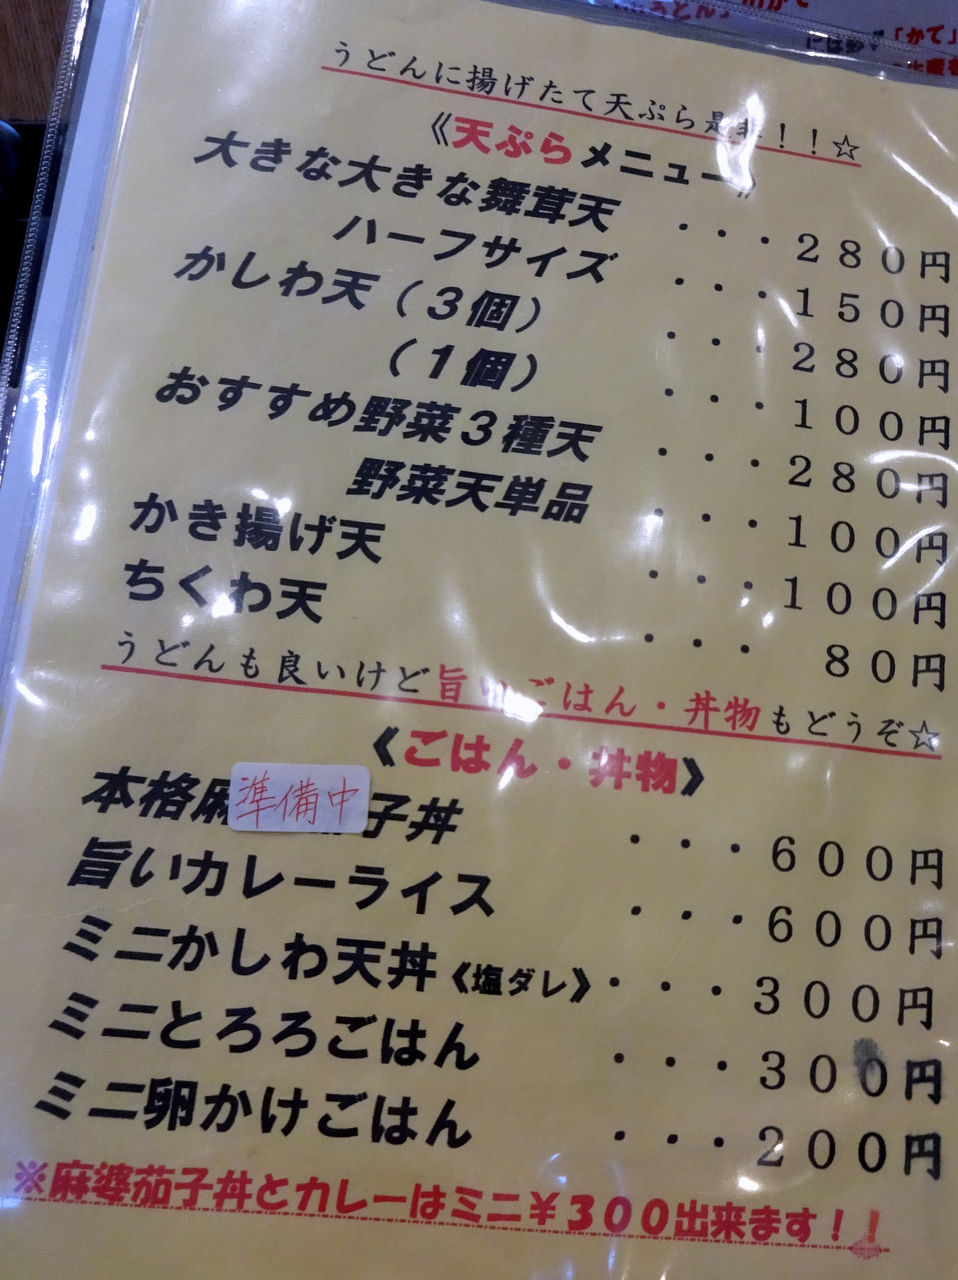 うどんに揚げたて天ぷら是非！！☆
《天ぷらメニュー》
大きな大きな舞茸天 ・・・２８０円
ハーフサイズ ・・・１５０円
かしわ天（３個） ・・・２８０円
（１個） ・・・１００円
おすすめ野菜３種天 ・・・２８０円
野菜天単品 ・・・１００円
かき揚げ天 ・・・１００円
ちくわ天 ・・・８０円
うどんも良いけど旨いごはん・丼物もどうぞ☆
《ごはん・丼物》
本格麻 準備中 子丼 ・・・６００円
旨いカレーライス ・・・６００円
ミニかしわ天丼《塩ダレ》・・・３００円
ミニとろろごはん ・・・３００円
ミニ卵かけごはん ・・・２００円
※麻婆茄子丼とカレーはミニ￥３００出来ます！！